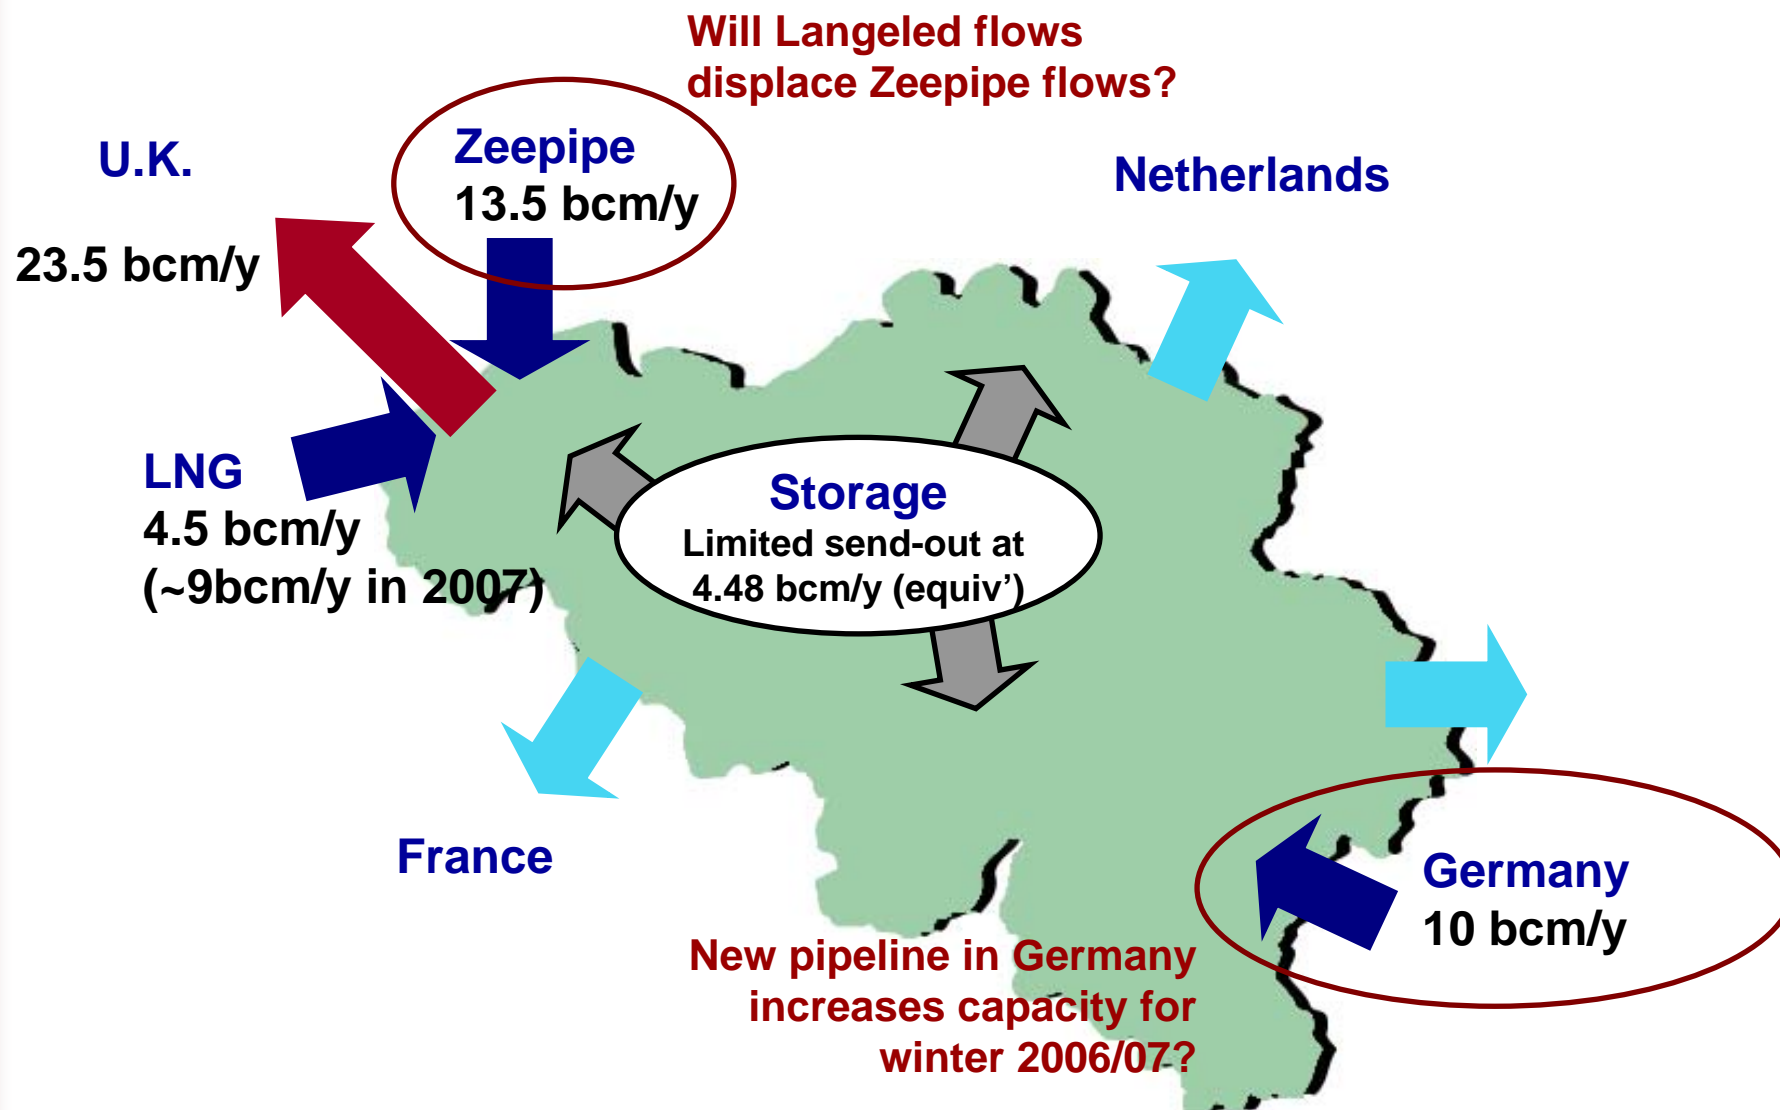 Will Langeled flows
displace Zeepipe flows?
U.K.
23.5 bcm/y
Zeepipe
13.5 bcm/y
Netherlands
LNG
4.5 bcm/y
(~9bcm/y in 2007)
Storage
Limited send-out at
4.48 bcm/y (equiv’)
France
Germany
10 bcm/y
New pipeline in Germany
increases capacity for
winter 2006/07?